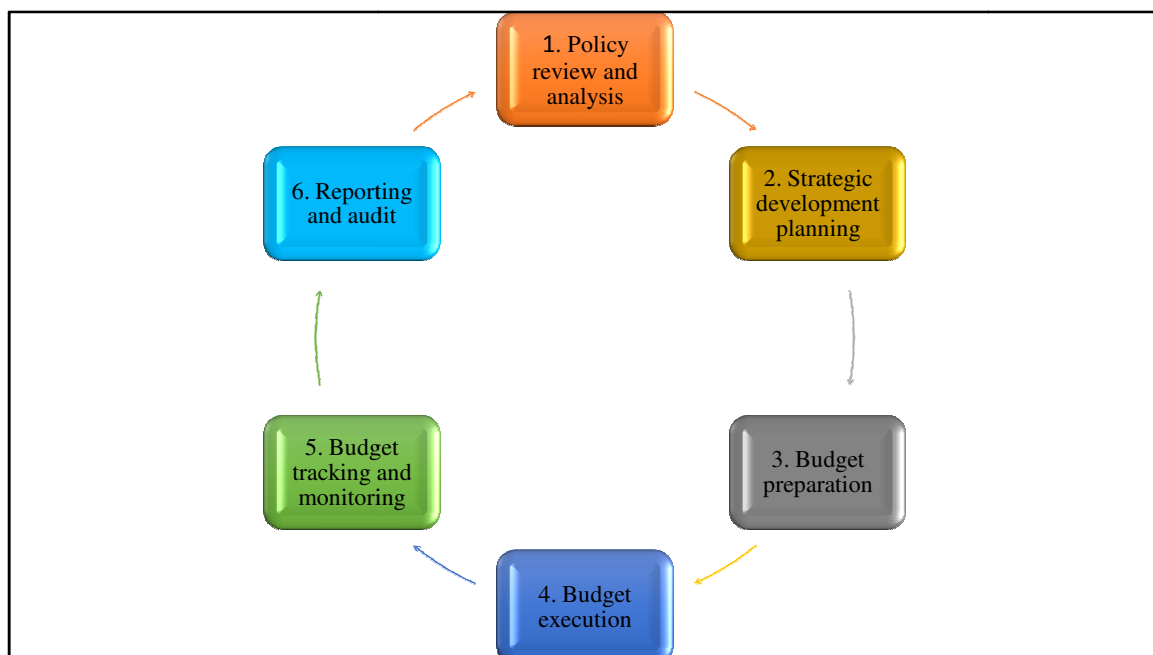 1. Policy
review and
analysis
2. Strategic
development
planning
3. Budget
preparation
4. Budget
execution
5. Budget
tracking and
monitoring
6. Reporting
and audit